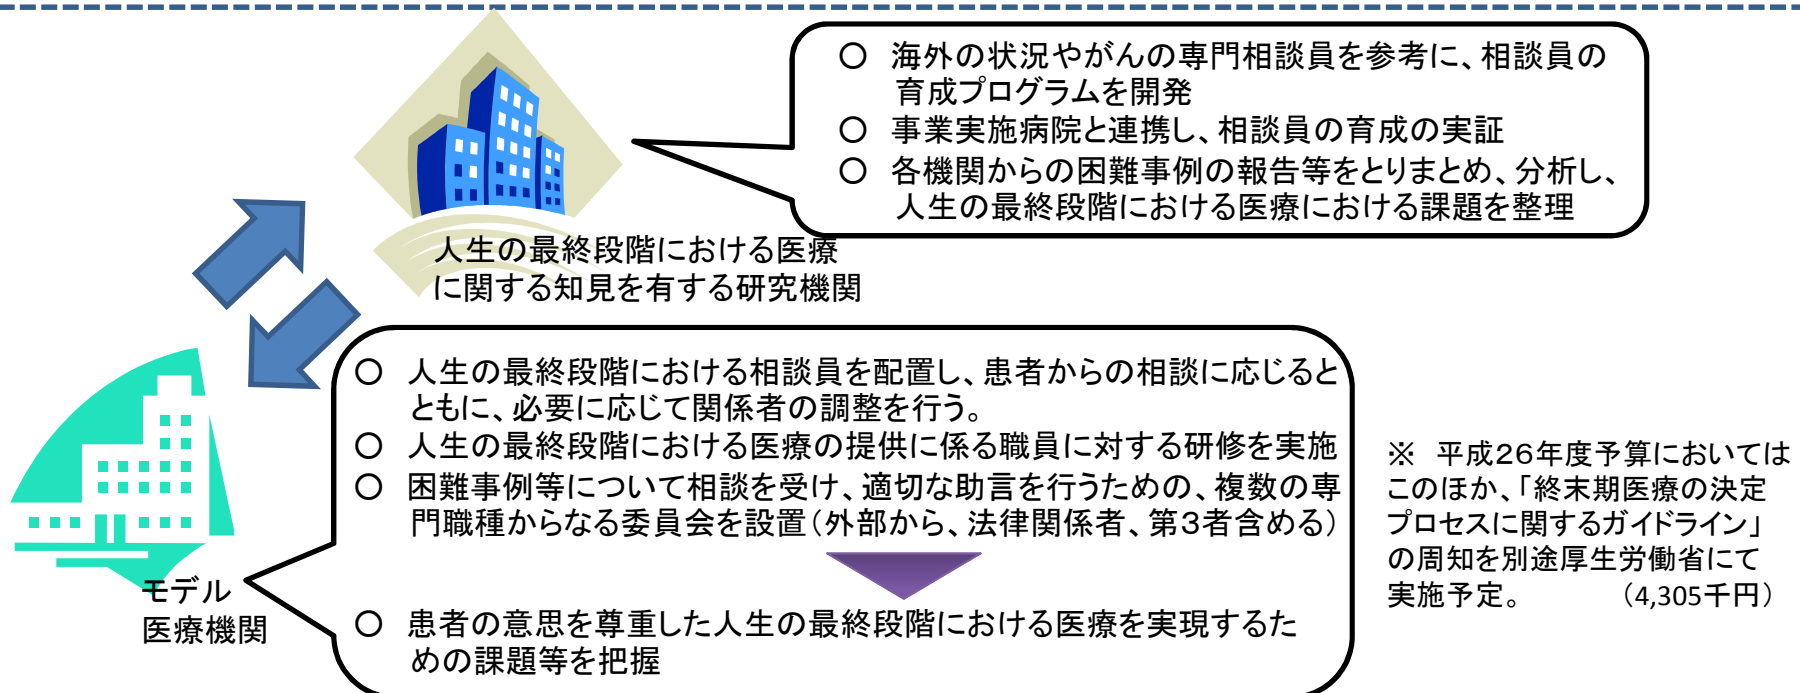 ○ 海外の状況やがんの専門相談員を参考に、相談員の
育成プログラムを開発
○ 事業実施病院と連携し、相談員の育成の実証
○ 各機関からの困難事例の報告等をとりまとめ、分析し、
人生の最終段階における医療における課題を整理
人生の最終段階における医療
に関する知見を有する研究機関
○ 人生の最終段階における相談員を配置し、患者からの相談に応じると
ともに、必要に応じて関係者の調整を行う。
○ 人生の最終段階における医療の提供に係る職員に対する研修を実施
○ 困難事例等について相談を受け、適切な助言を行うための、複数の専
門職種からなる委員会を設置(外部から、法律関係者、第3者含める)
○ 患者の意思を尊重した人生の最終段階における医療を実現するた
めの課題等を把握
モデル
医療機関
※ 平成26年度予算においては
このほか、「終末期医療の決定
プロセスに関するガイドライン」
の周知を別途厚生労働省にて
実施予定。 (4,305千円)